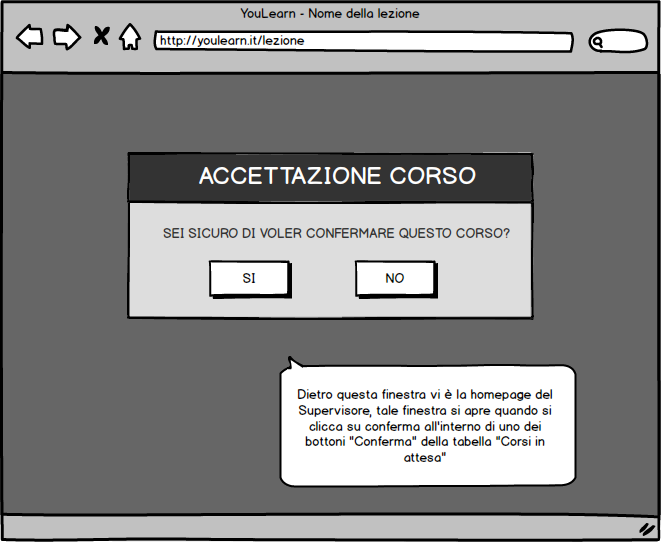 YouLearn - Nome della lezione
http://youlearn.it/lezione
ACCETTAZIONE CORSO
SEI SICURO DI VOLER CONFERMARE QUESTO CORSO?
SI
NO
Dietro questa finestra vi è la homepage del
Supervisore, tale finestra si apre quando si
clicca su conferma all'interno di uno dei
bottoni "Conferma" della tabella "Corsi in
attesa"